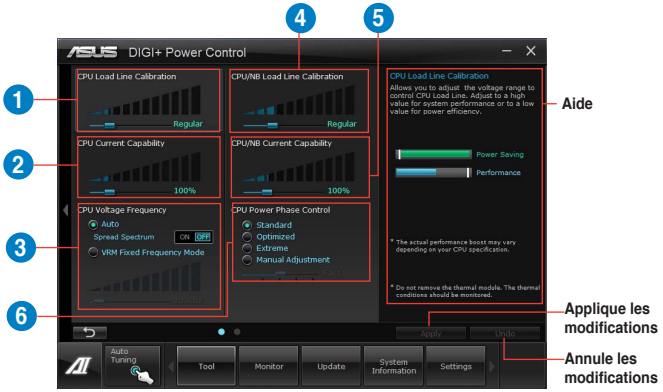 4
5
ASUS DIGI+ Power Control
1
CPU Load Line Calibration
Regular
CPU/NB Load Line Calibration
Regular
2
CPU Current Capability
100%
CPU/NB Current Capability
100%
3
CPU Voltage Frequency
Auto
Spread Spectrum ON OFF
VRM Fixed Frequency Mode
6
CPU Power Phase Control
Standard
Optimized
Extreme
Manual Adjustment
CPU Load Line Calibration
Allows you to adjust the voltage range to
control CPU Load Line. Adjust to a high
value for system performance or to a low
value for power efficiency.
Power Saving
Performance
* The actual performance boost may vary
depending on your CPU specification.
* Do not remove the thermal module. The thermal
conditions should be monitored.
Aide
Apply
Undo
Applique les
modifications
Annule les
modifications
AI
Auto
Tuning
Tool
Monitor
Update
System
Information
Settings